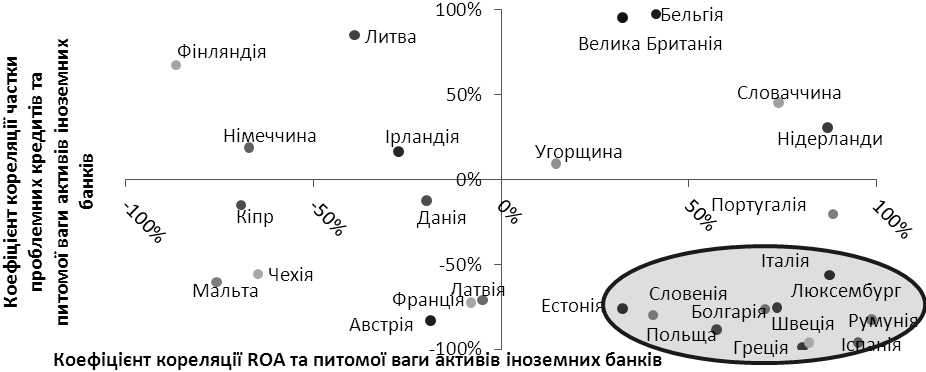 Коефіцієнт кореляції частки
проблемних кредитів та
питомої ваги активів іноземних
банків
100%
Бельгія
Велика Британія
Литва
Фінляндія
50%
Словаччина
Німеччина
Ірландія
Угорщина
Нідерланди
0%
-100%
-50%
0%
50%
100%
Кіпр
Данія
Португалія
-50%
Італія
Чехія
Мальта
Франція
Латвія
Естонія
Словенія
Люксембург
Болгарія
Австрія
Польща
Швеція
Румунія
Греція
Іспанія
-100%
Коефіцієнт кореляції ROA та питомої ваги активів іноземних банків